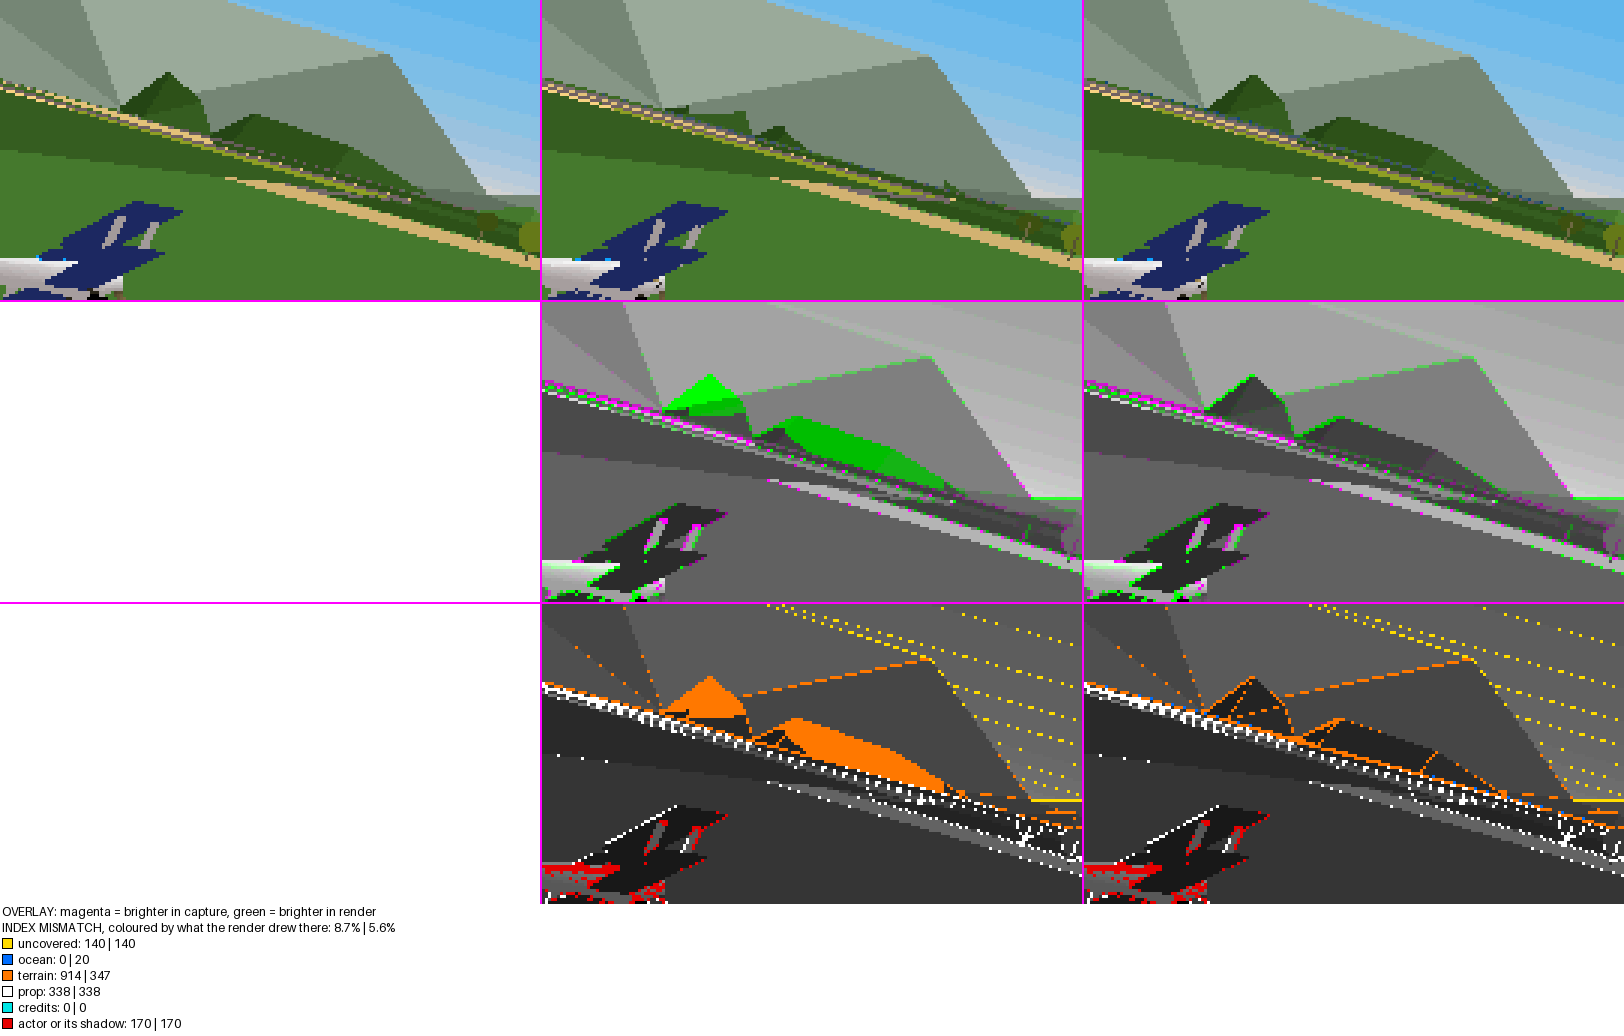 OVERLAY: magenta = brighter in capture, green = brighter in render
INDEX MISMATCH, coloured by what the render drew there: 8.7% | 5.6%
uncovered: 140 | 140
ocean: 0 | 20
terrain: 914 | 347
prop: 338 | 338
credits: 0 | 0
actor or its shadow: 170 | 170